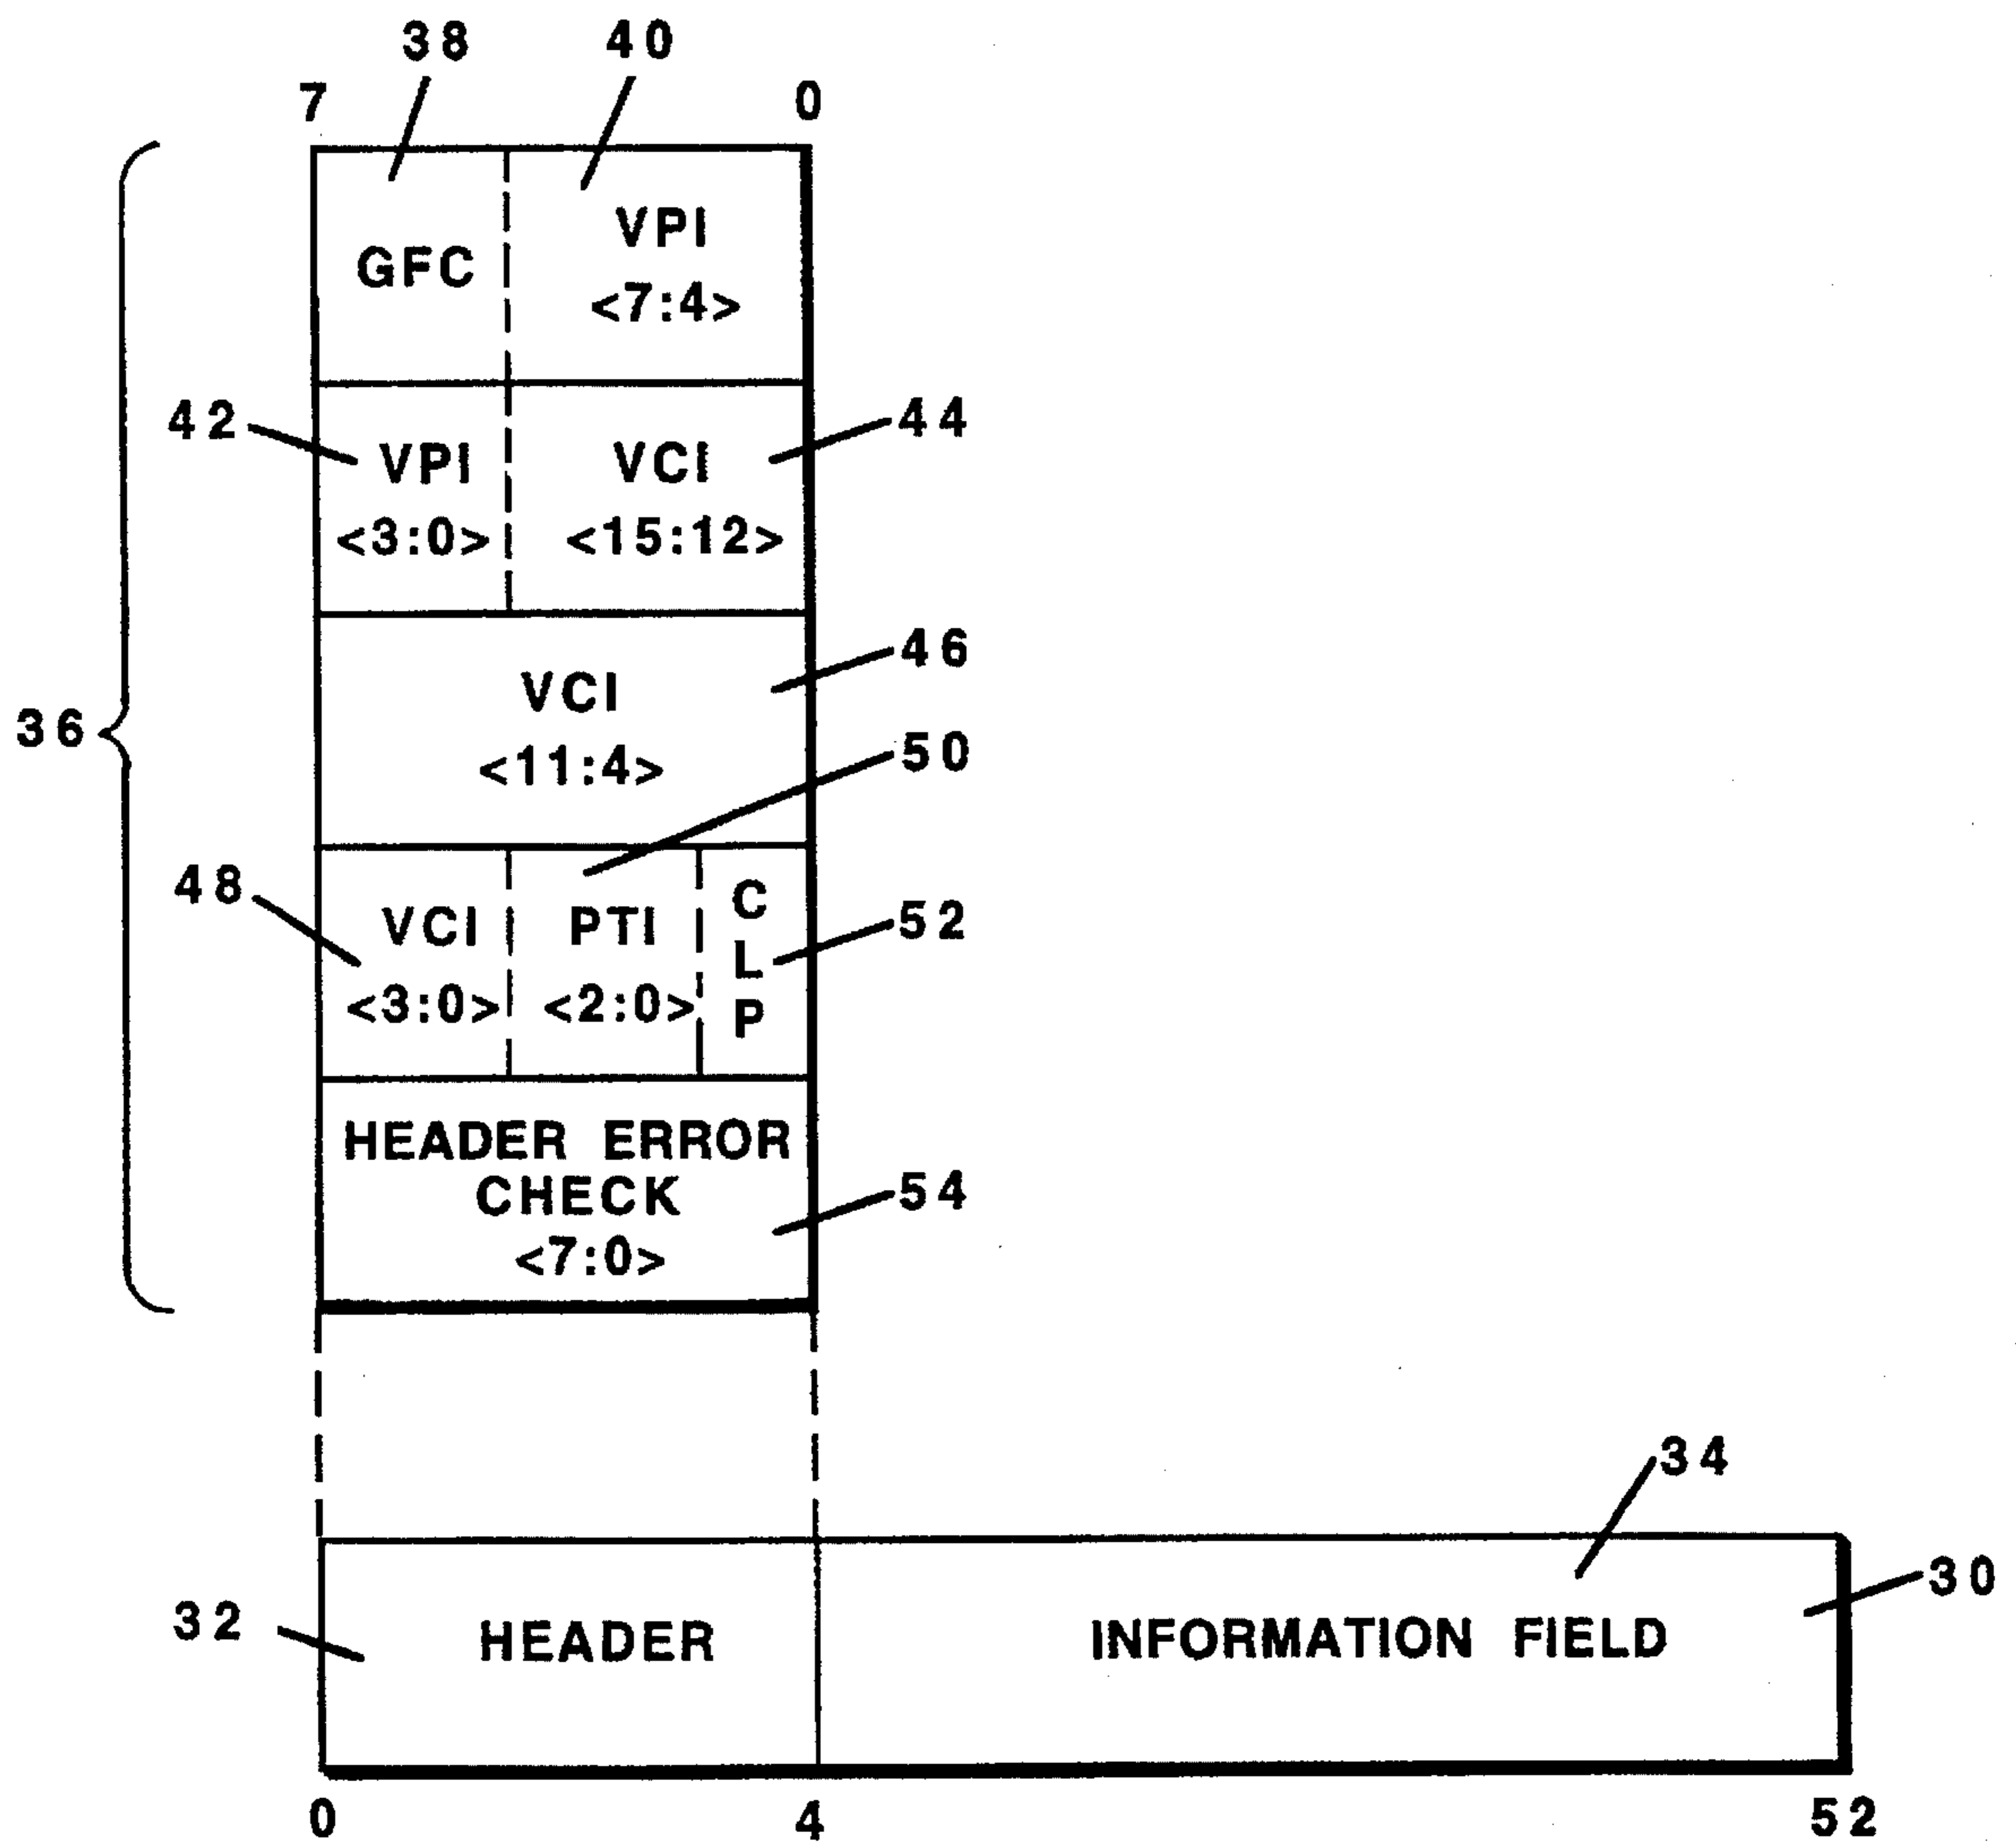 38 40
7 0
GFC VPI
<7:4>
42 44
VPI VCI
<3:0> <15:12>
46
VCI
36
50
<11:4>
48 C
VCI PTI L 52
<3:0> <2:0> P
HEADER ERROR
CHECK 54
<7:0>
34
30
32 HEADER INFORMATION FIELD
0 4 52